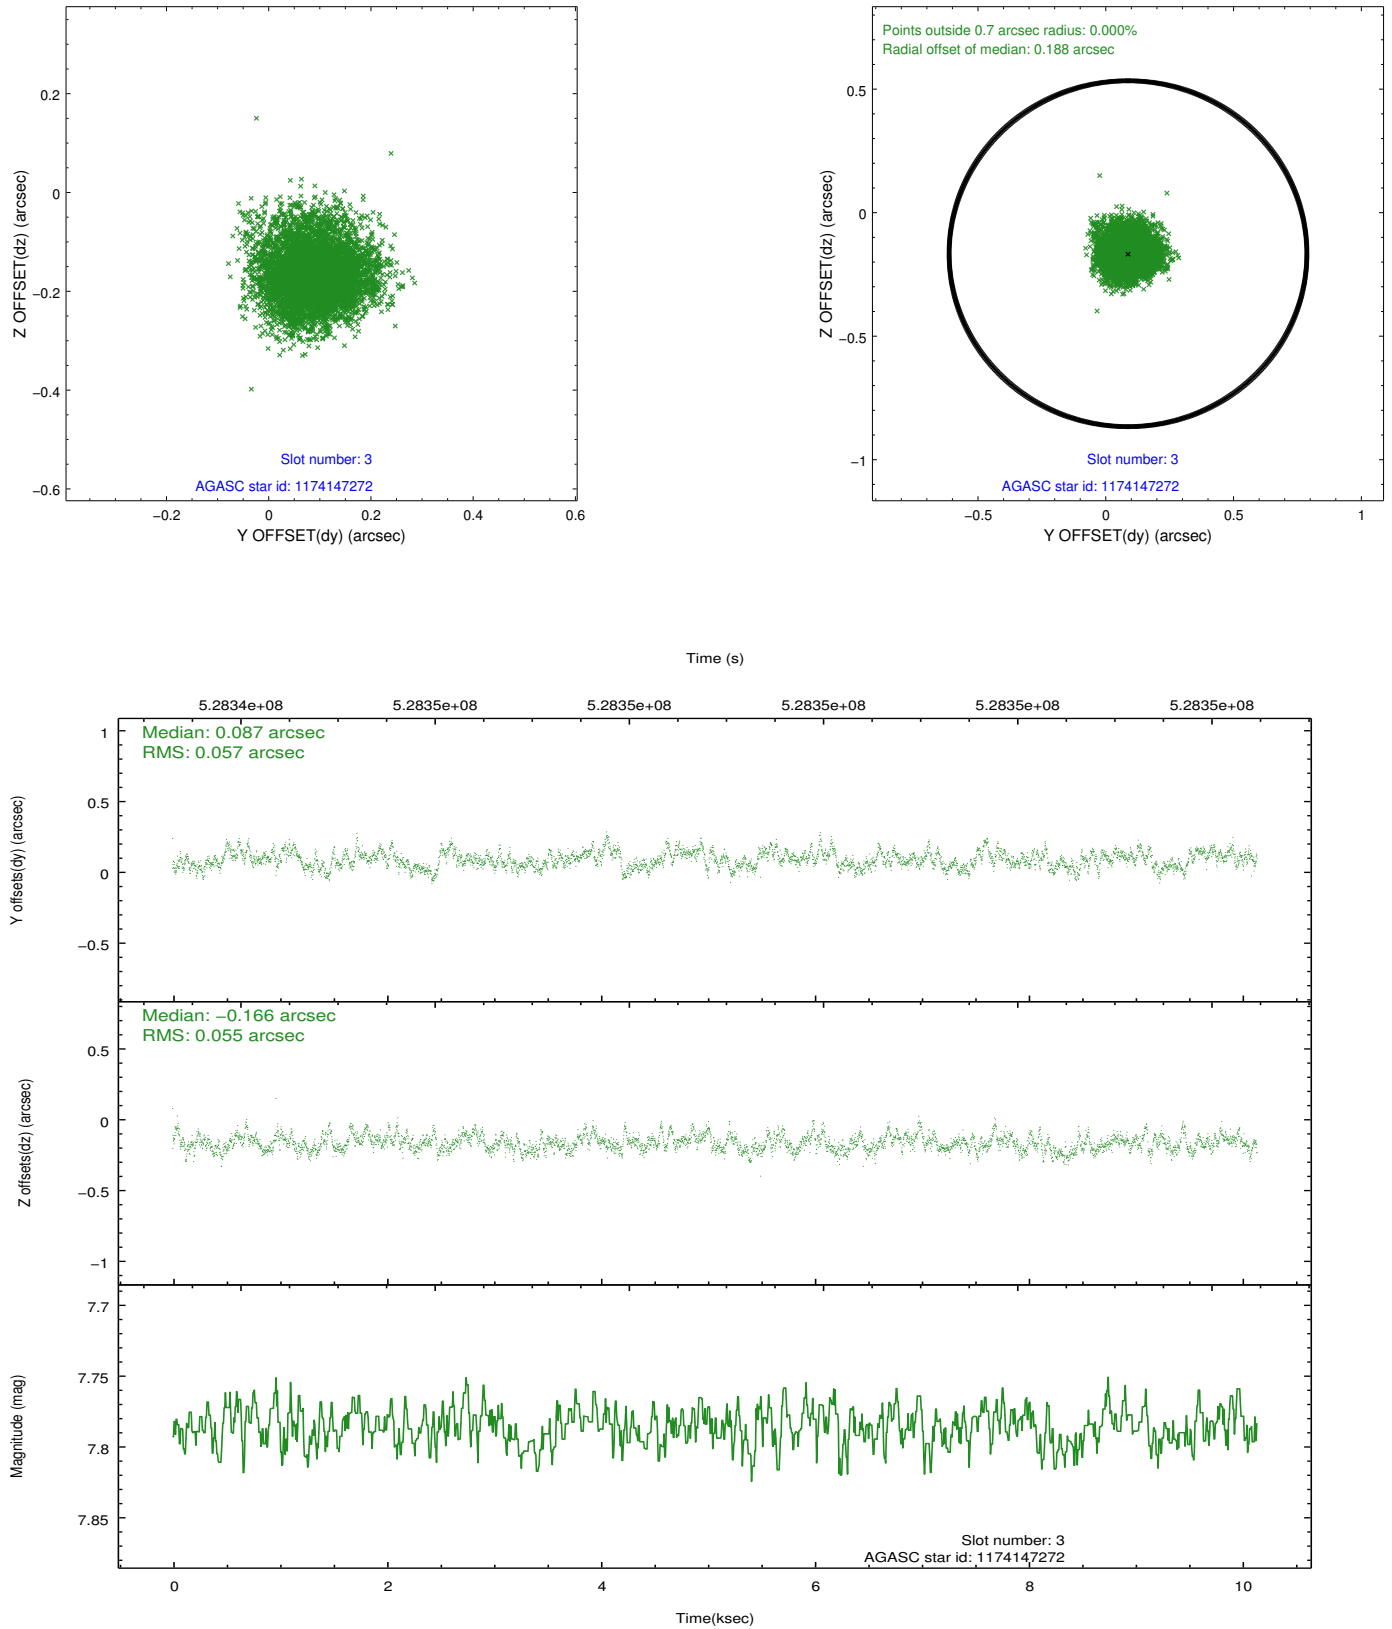 0.2
0
−0.2
−0.4
−0.6
Z OFFSET(dz) (arcsec)
Slot number: 3
AGASC star id: 1174147272
−0.2 0 0.2 0.4 0.6
Y OFFSET(dy) (arcsec)
Points outside 0.7 arcsec radius: 0.000%
Radial offset of median: 0.188 arcsec
0.5
0
−0.5
−1
Z OFFSET(dz) (arcsec)
Slot number: 3
AGASC star id: 1174147272
−0.5 0 0.5 1
Y OFFSET(dy) (arcsec)
Time (s)
5.2834e+08 5.2835e+08 5.2835e+08 5.2835e+08 5.2835e+08 5.2835e+08
Median: 0.087 arcsec
RMS: 0.057 arcsec
1
0.5
0
−0.5
Y offsets(dy) (arcsec)
Median: −0.166 arcsec
RMS: 0.055 arcsec
0.5
0
−0.5
−1
Z offsets(dz) (arcsec)
7.7
7.75
7.8
7.85
Magnitude (mag)
Slot number: 3
AGASC star id: 1174147272
0 2 4 6 8 10
Time(ksec)